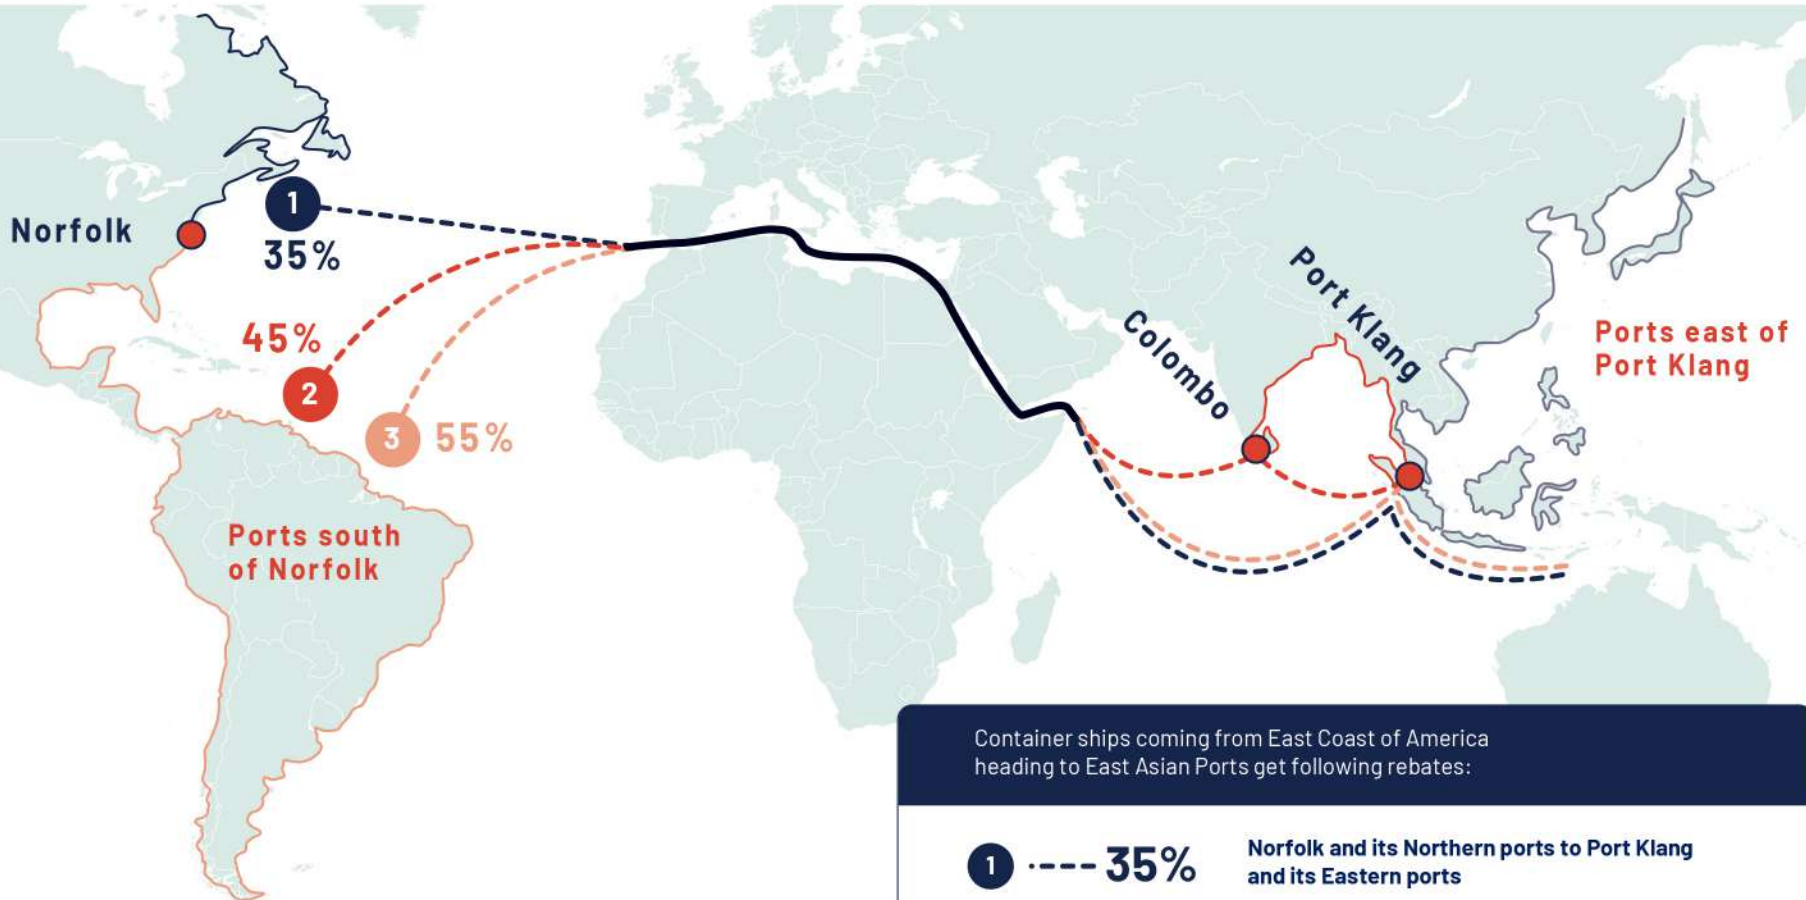 Norfolk
1
35%
45%
2
3 55%
Ports south
of Norfolk
Colombo
Port Klang
Ports east of
Port Klang
Container ships coming from East Coast of America
heading to East Asian Ports get following rebates:
1 35% Norfolk and its Northern ports to Port Klang
and its Eastern ports